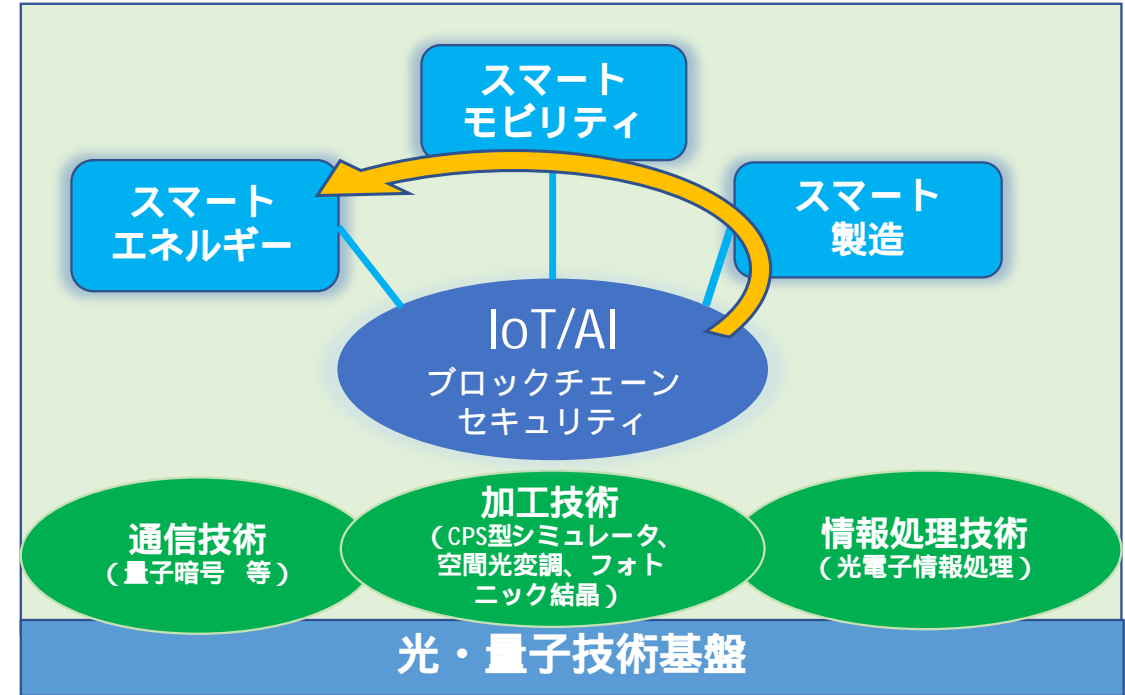 スマート
モビリティ
スマート
エネルギー
スマート
製造
IoT/AI
ブロックチェーン
セキュリティ
通信技術
（量子暗号　等）
加工技術
（CPS型シミュレータ、
空間光変調、フォト
ニック結晶）
情報処理技術
（光電子情報処理）
光・量子技術基盤